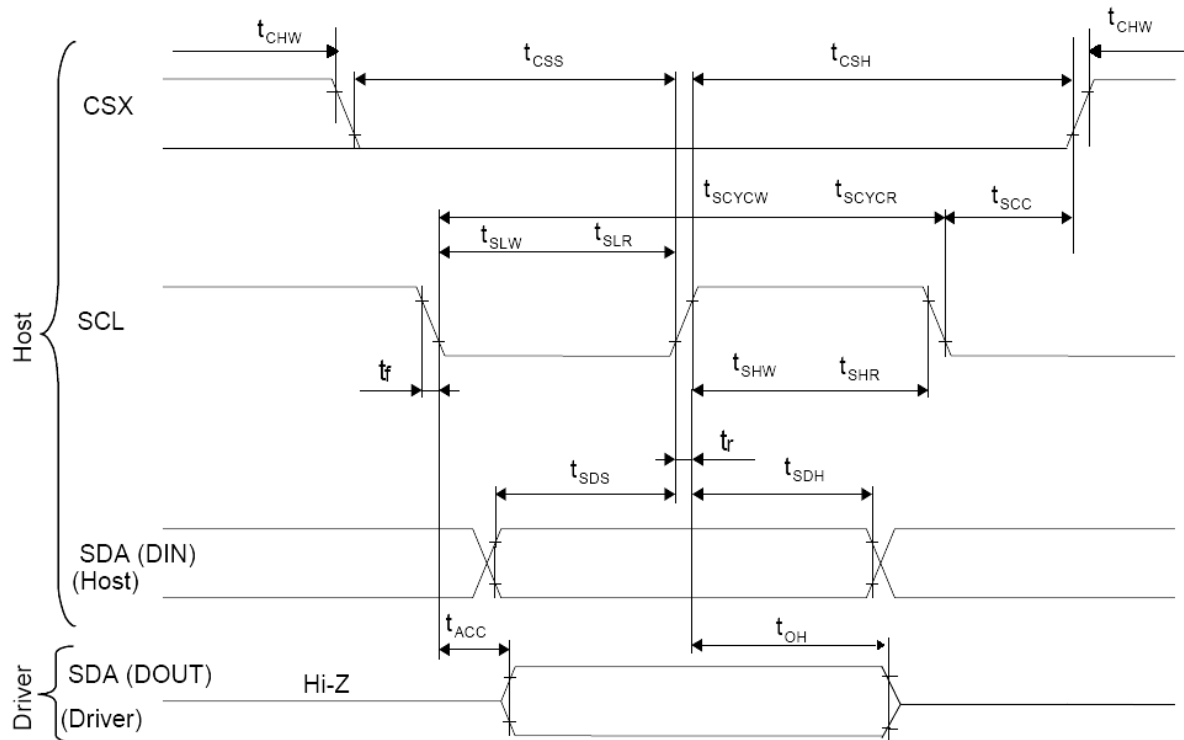 tCHW
tCHW
tCSS
tCSH
CSX
tSCYCW
tSCYCR
tSCC
tSLW
tSLR
Host
SCL
tf
tSHW
tSHR
tr
tSDS
tSDH
SDA (DIN)
(Host)
tACC
tOH
Driver
SDA (DOUT)
Hi-Z
(Driver)